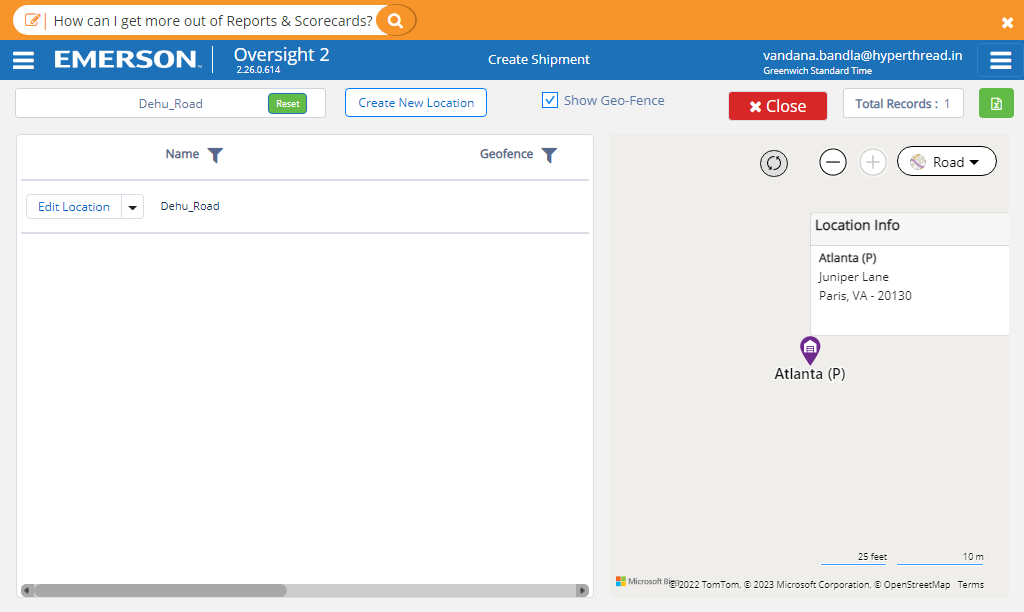 How can I get more out of Reports & Scorecards?
EMERSON
Oversight 2
2.26.0.614
Create Shipment
vandana.bandla@hyperthread.in
Greenwich Standard Time
Dehu_Road
Reset
Create New Location
Show Geo-Fence
Close
Total Records : 1
Name
Geofence
Edit Location
Dehu_Road
Road
Location Info
Atlanta (P)
Juniper Lane
Paris, VA - 20130
Atlanta (P)
25 feet
10 m
Microsoft
©2022 TomTom, © 2023 Microsoft Corporation, © OpenStreetMap
Terms